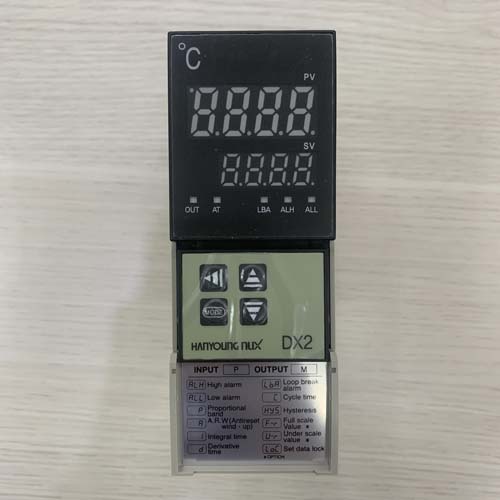 °C
PV
8.8.8.8.
SV
8.8.8.8.
OUT AT LBA ALH ALL
MODE
HANYOUNG nux DX2
INPUT P OUTPUT M
ALH High alarm
ALL Low alarm
P Proportional band
A A.R.W(Antireset wind - up)
I Integral time
d Derivative time
LbA Loop break alarm
C Cycle time
HYS Hysteresis
Full scale Value *
Under scale value *
LoC Set data lock
* OPTION